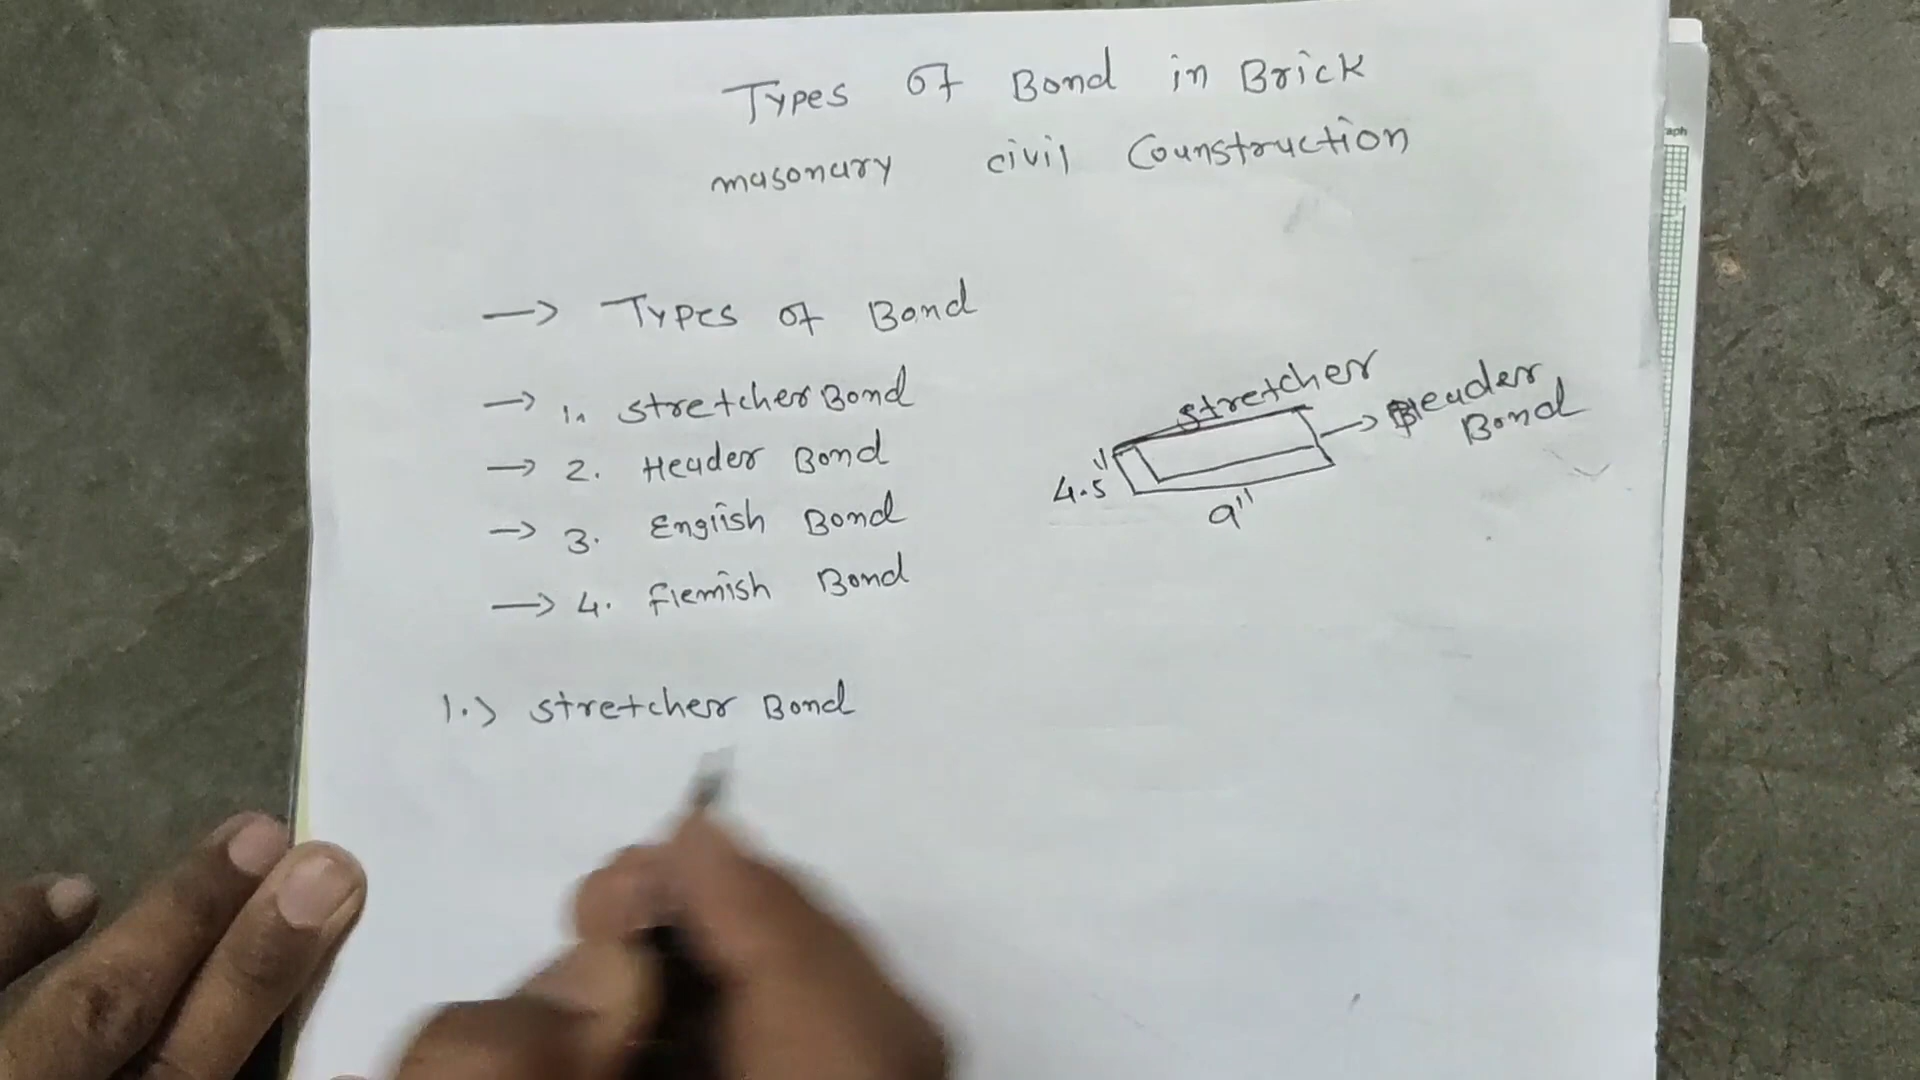 Types of Bond in Brick
masonary civil Counstruction
→ Types of Bond
→ 1. stretcher Bond
→ 2. Header Bond
→ 3. English Bond
→ 4. flemish Bond
stretcher
→ Header
Bond
4.5"
9"
1.) stretcher Bond
aph